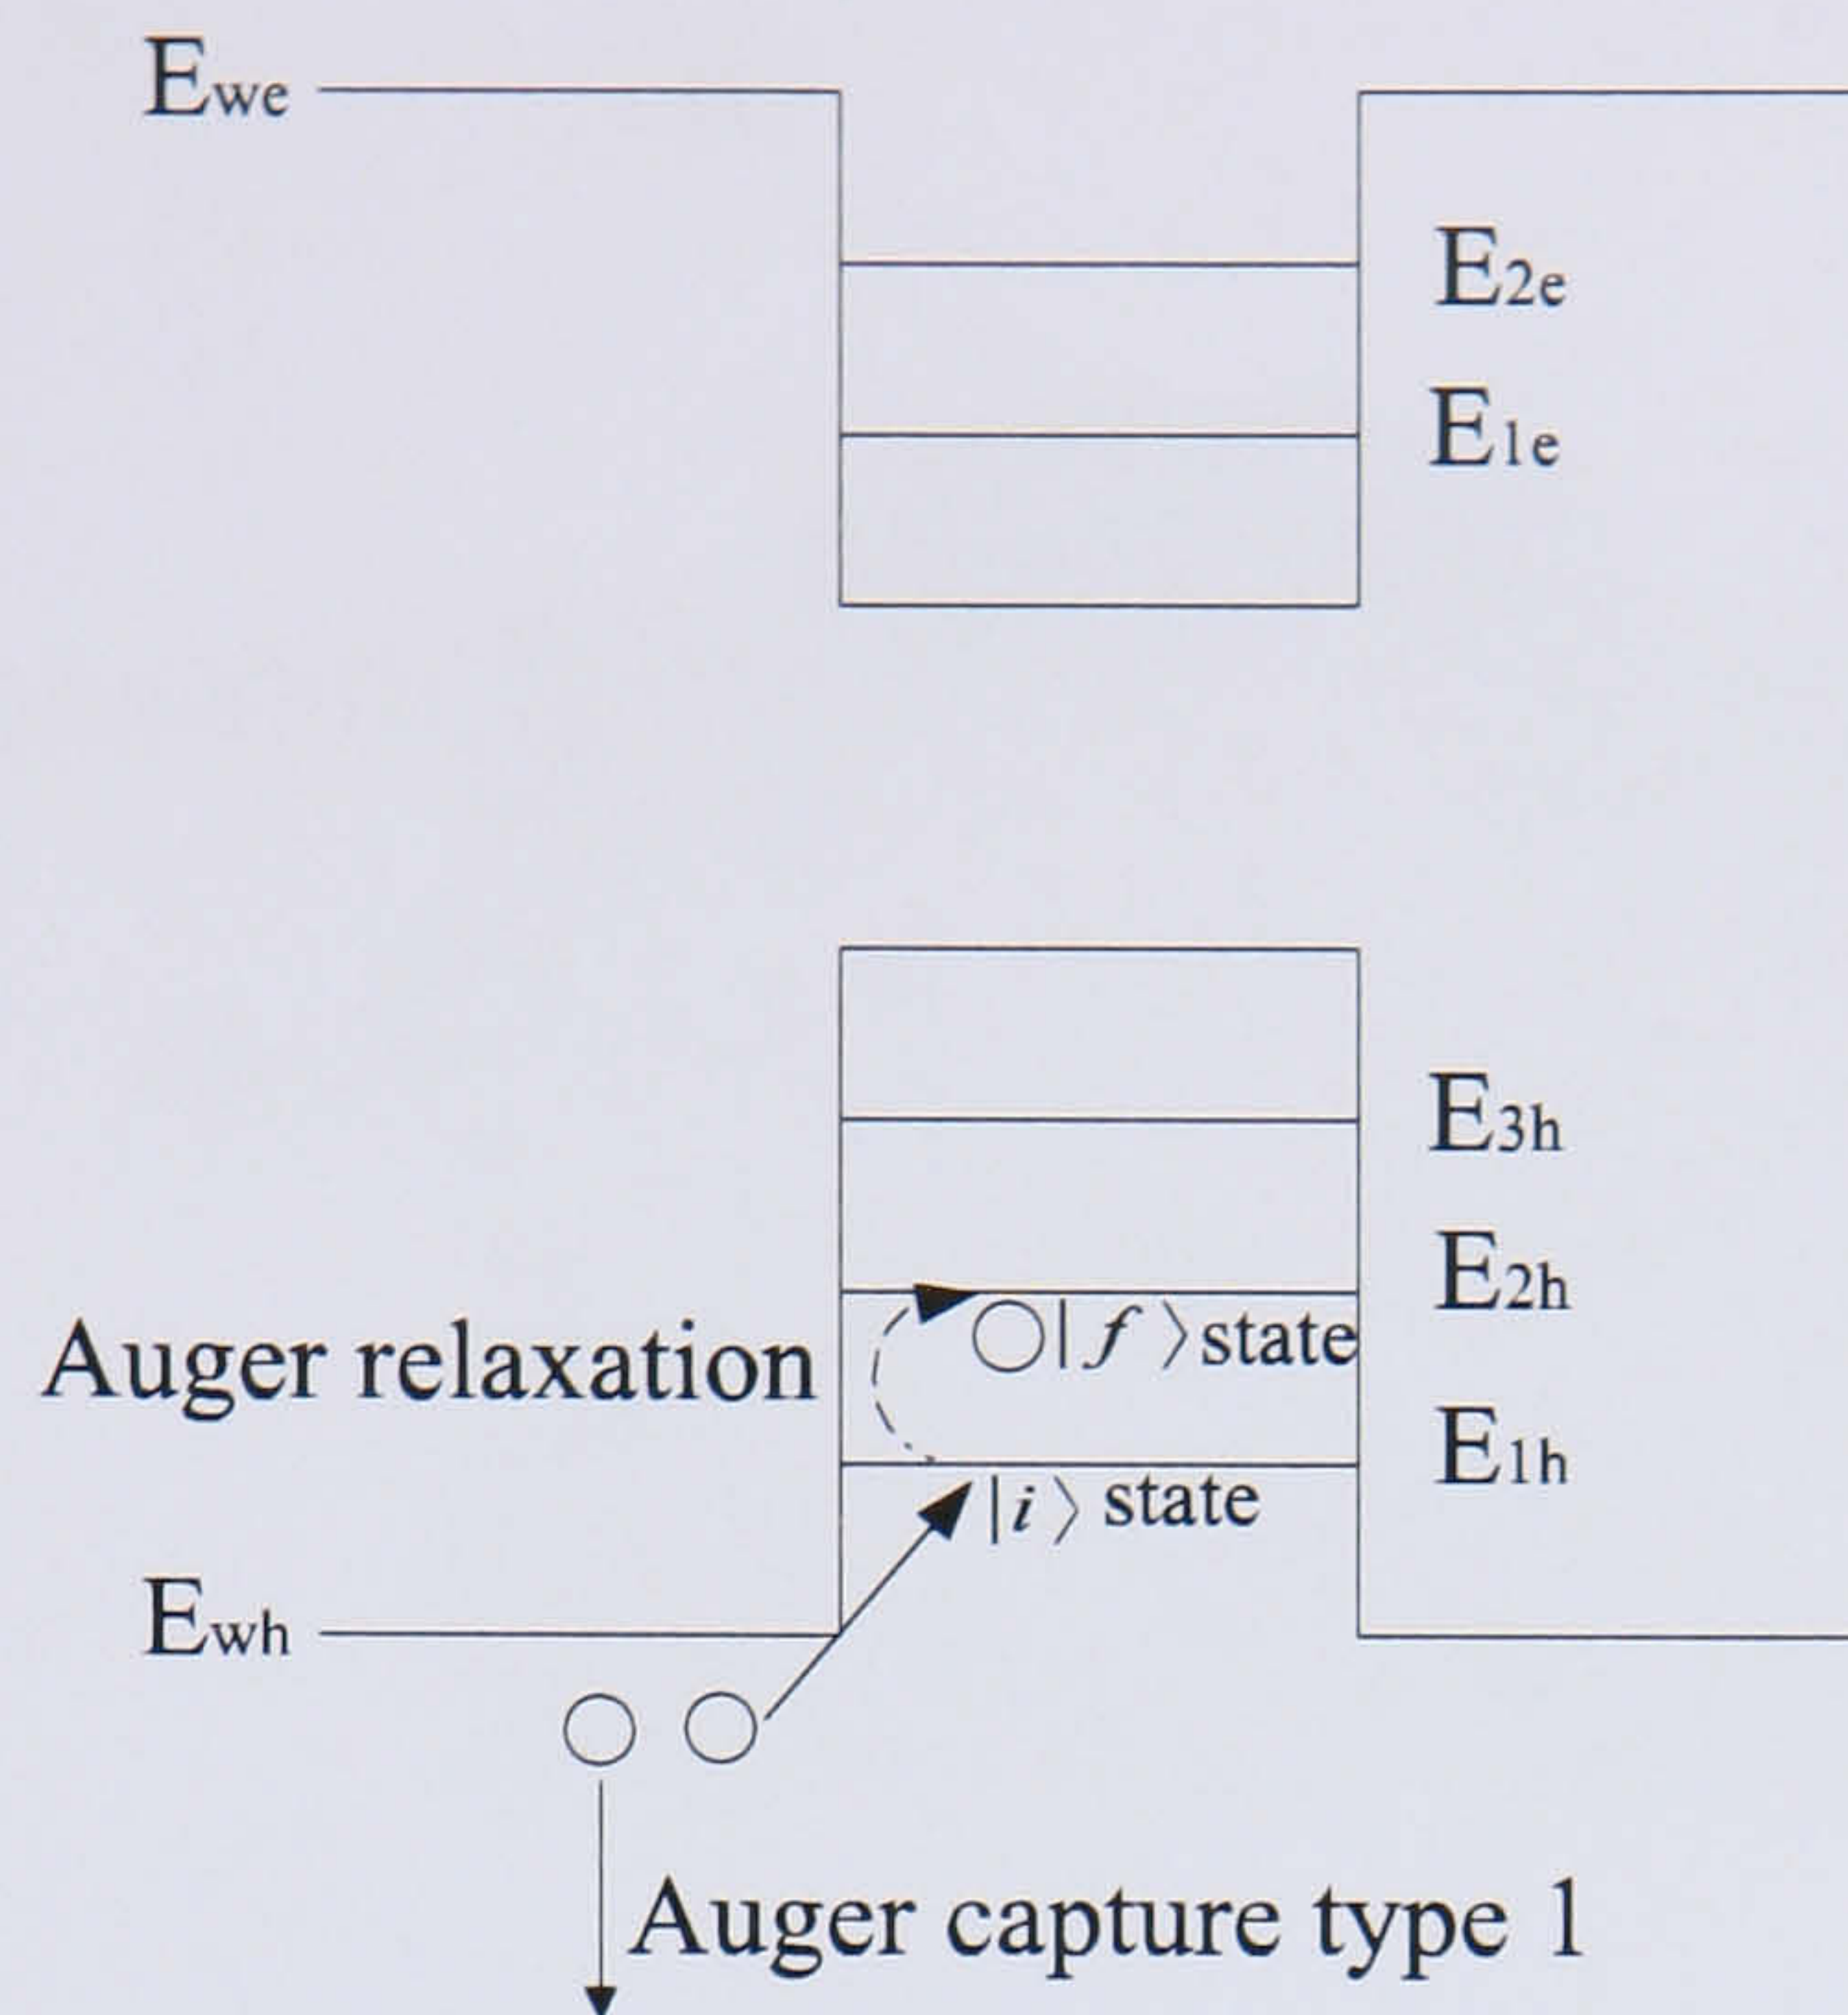 Ewe
E2e
E1e
E3h
E2h
Auger relaxation
|f⟩state
E1h
|i⟩ state
Ewh
Auger capture type 1